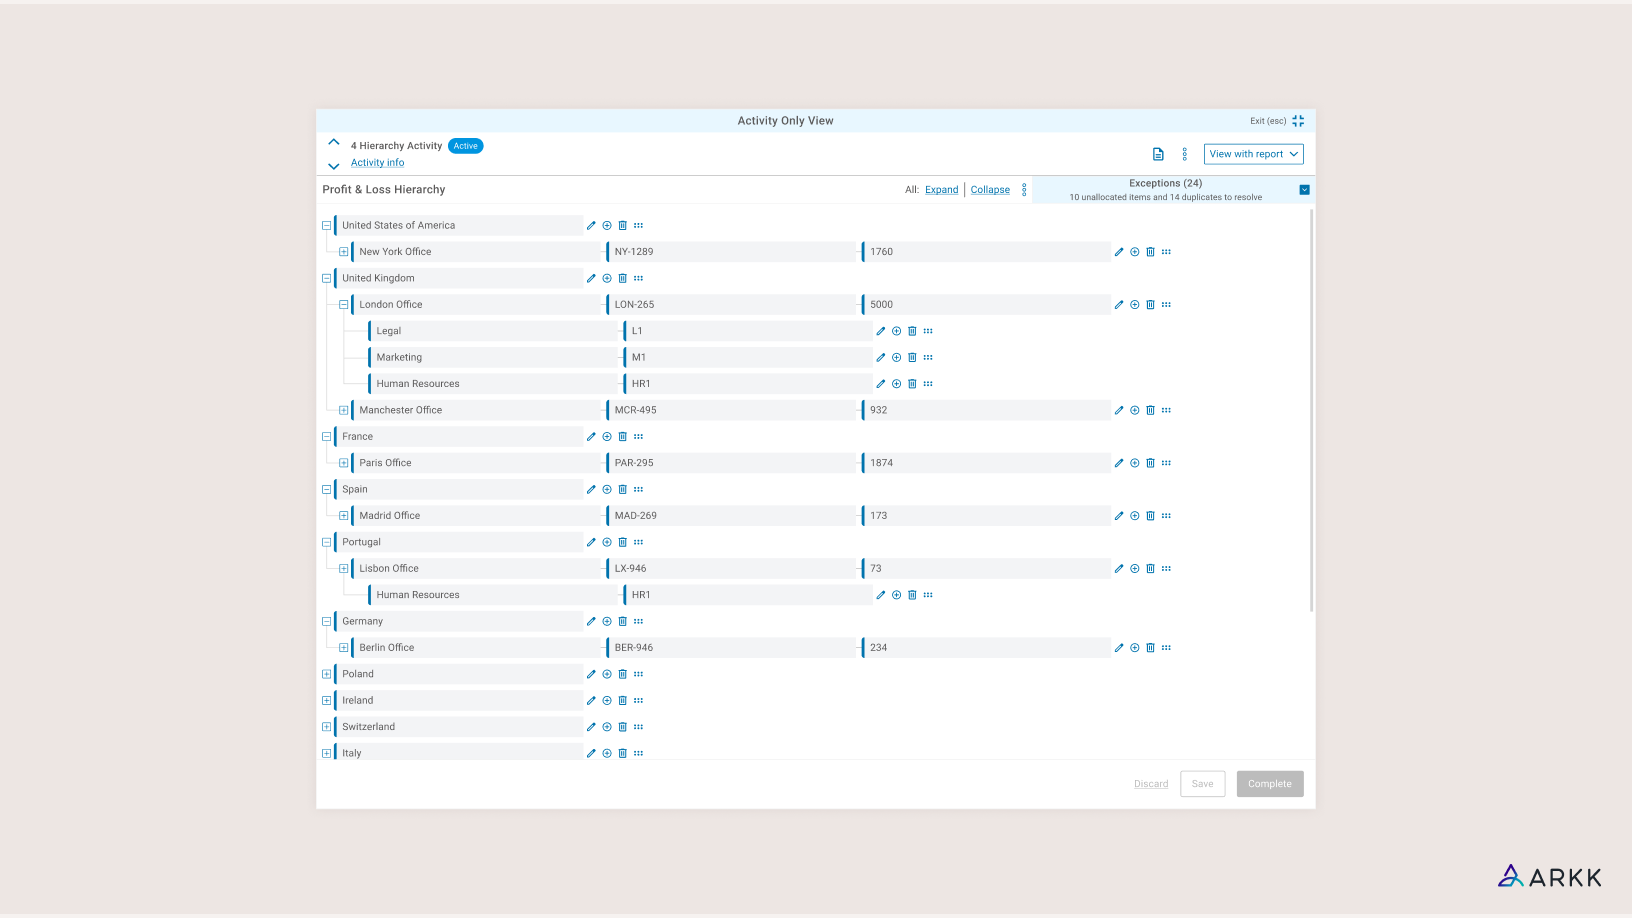 Activity Only View
Exit (esc)
4 Hierarchy Activity Active
Activity info
View with report
Profit & Loss Hierarchy
All: Expand Collapse
Exceptions (24)
10 unallocated items and 14 duplicates to resolve
United States of America
New York Office NY-1289 1760
United Kingdom
London Office LON-265 5000
Legal L1
Marketing M1
Human Resources HR1
Manchester Office MCR-495 932
France
Paris Office PAR-295 1874
Spain
Madrid Office MAD-269 173
Portugal
Lisbon Office LX-946 73
Human Resources HR1
Germany
Berlin Office BER-946 234
Poland
Ireland
Switzerland
Italy
Discard Save Complete
ARKK